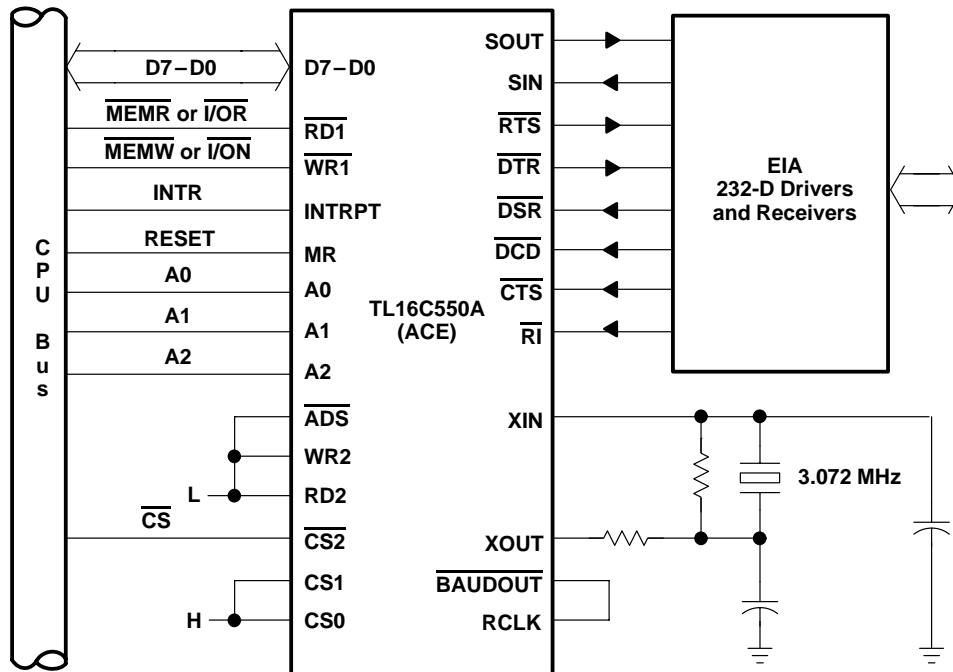 CPU Bus
D7–D0
MEMR or I/OR
MEMW or I/ON
INTR
RESET
A0
A1
A2
L
CS
H
D7–D0
RD1
WR1
INTRPT
MR
A0
A1
A2
ADS
WR2
RD2
CS2
CS1
CS0
TL16C550A
(ACE)
SOUT
SIN
RTS
DTR
DSR
DCD
CTS
RI
XIN
XOUT
BAUDOUT
RCLK
EIA
232-D Drivers
and Receivers
3.072 MHz